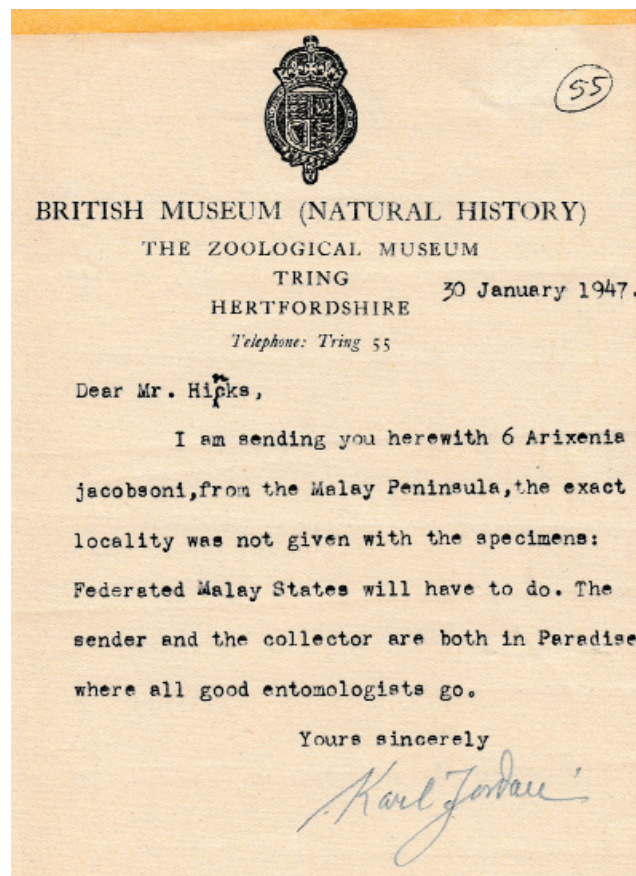 55
BRITISH MUSEUM (NATURAL HISTORY)
THE ZOOLOGICAL MUSEUM
TRING
HERTFORDSHIRE
30 January 1947.
Telephone: Tring 55
Dear Mr. Hincks,
I am sending you herewith 6 Arixenia
jacobsoni,from the Malay Peninsula,the exact
locality was not given with the specimens:
Federated Malay States will have to do. The
sender and the collector are both in Paradise
where all good entomologists go.
Yours sincerely
Karl Jordan